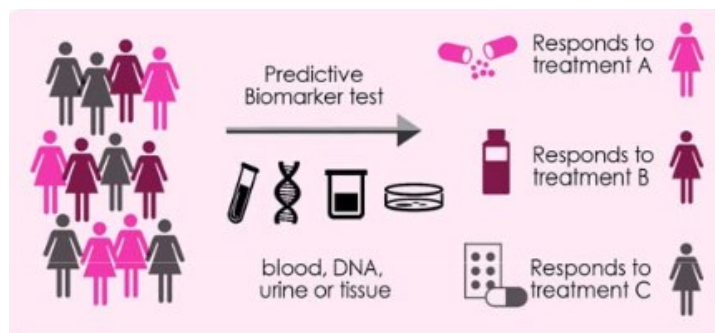 Predictive
Biomarker test
blood, DNA,
urine or tissue
Responds to
treatment A
Responds to
treatment B
Responds to
treatment C